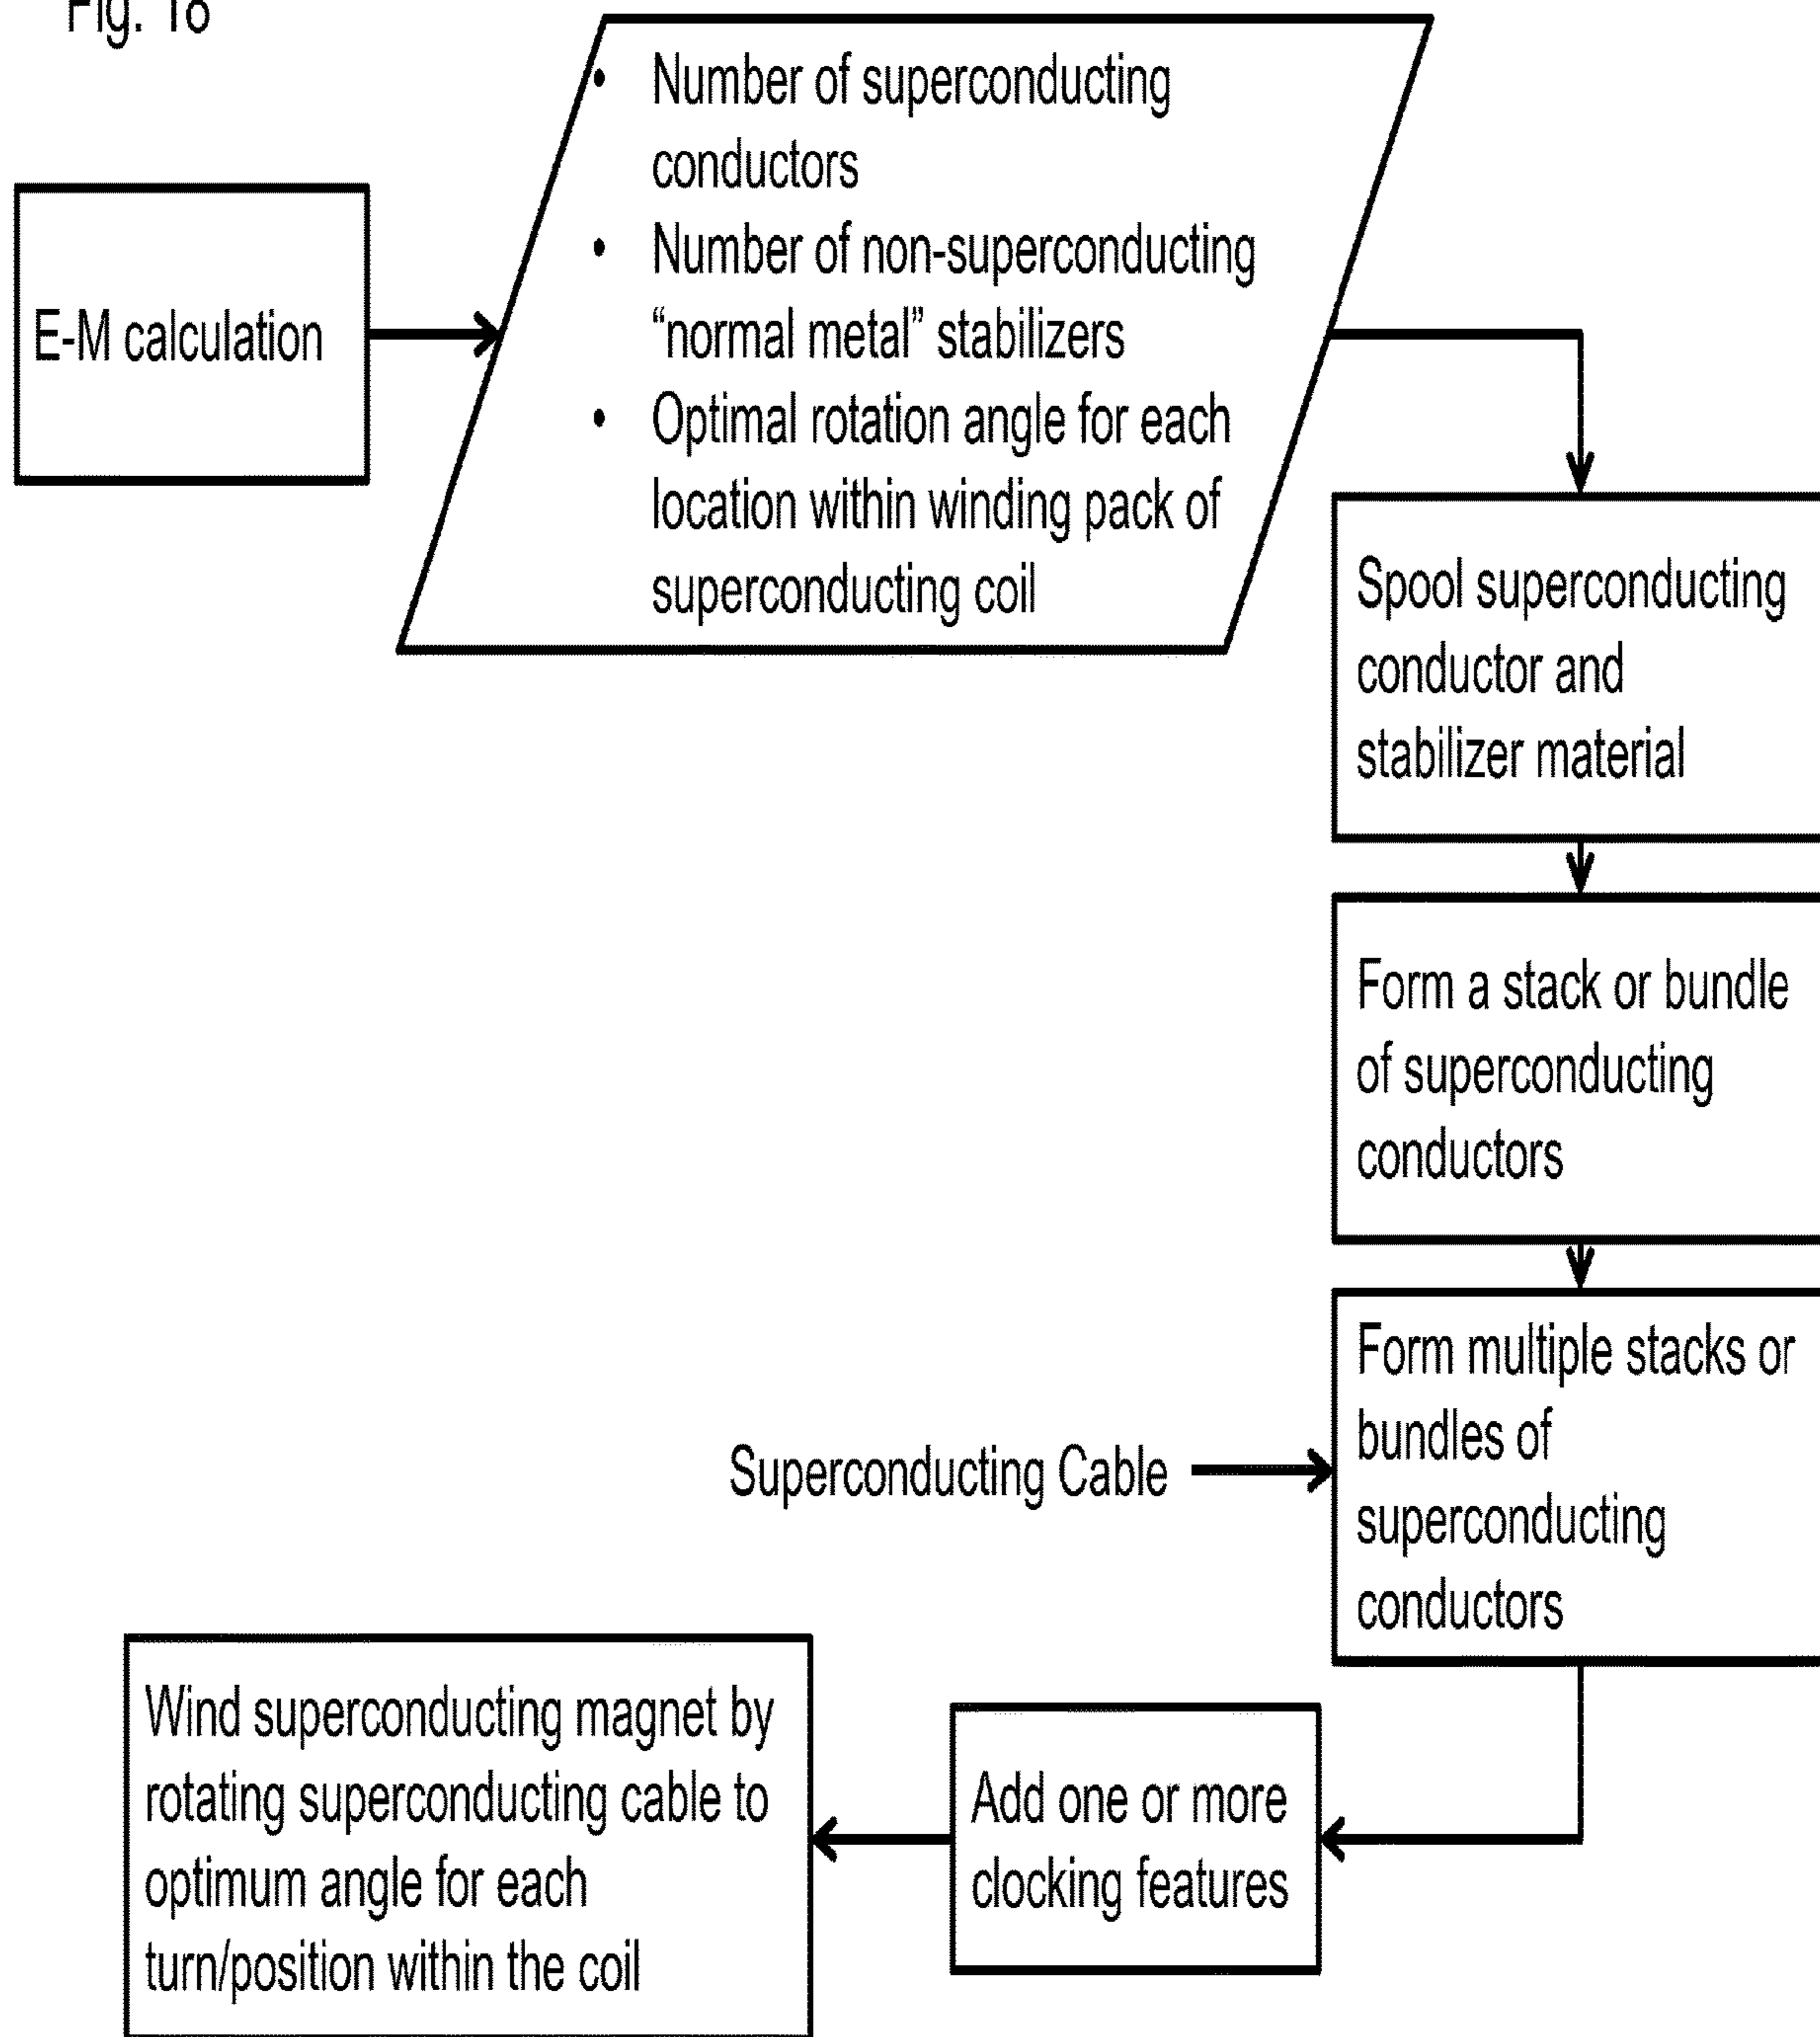 Fig. 18
• Number of superconducting
conductors
• Number of non-superconducting
“normal metal” stabilizers
• Optimal rotation angle for each
location within winding pack of
superconducting coil
E-M calculation
Spool superconducting
conductor and
stabilizer material
Form a stack or bundle
of superconducting
conductors
Form multiple stacks or
bundles of
superconducting
conductors
Superconducting Cable
Add one or more
clocking features
Wind superconducting magnet by
rotating superconducting cable to
optimum angle for each
turn/position within the coil